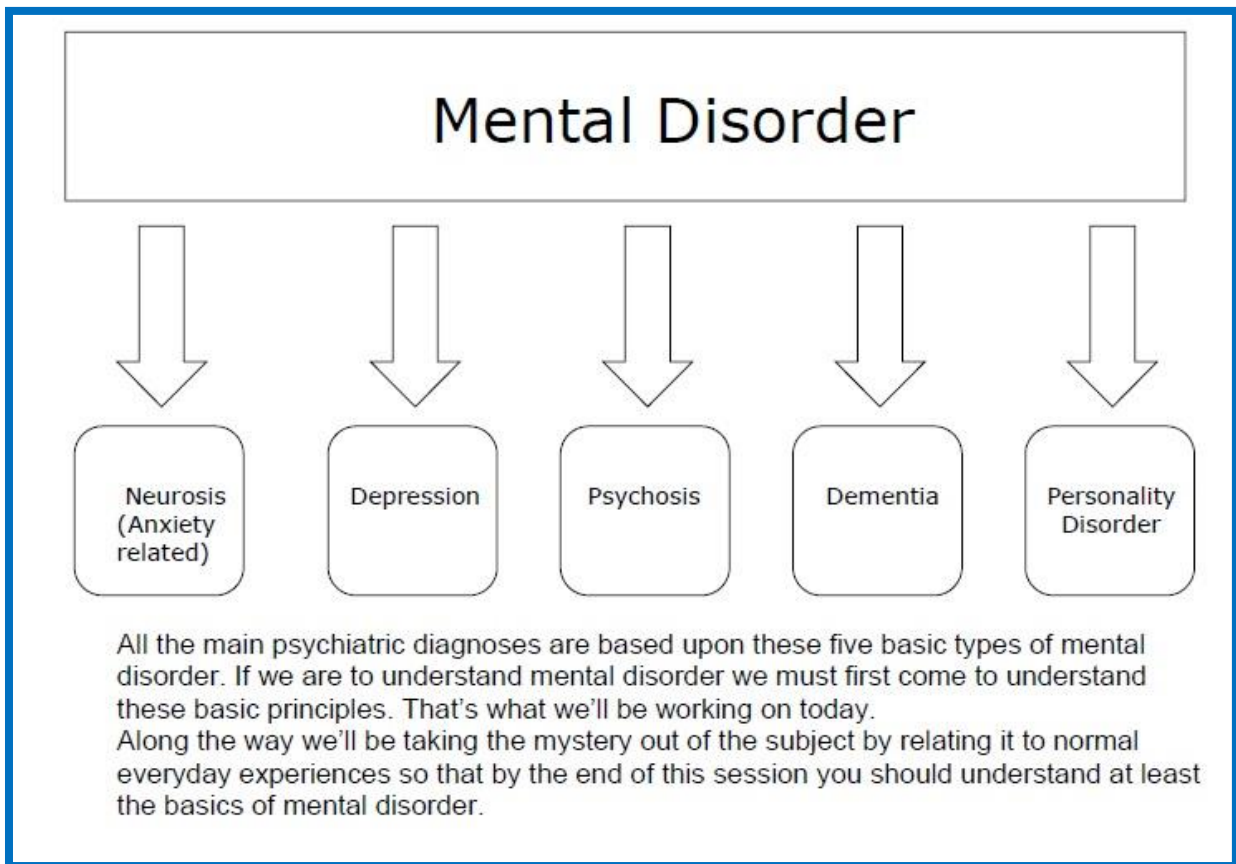 Mental Disorder
Neurosis
(Anxiety
related)
Depression
Psychosis
Dementia
Personality
Disorder
All the main psychiatric diagnoses are based upon these five basic types of mental
disorder. If we are to understand mental disorder we must first come to understand
these basic principles. That's what we'll be working on today.
Along the way we'll be taking the mystery out of the subject by relating it to normal
everyday experiences so that by the end of this session you should understand at least
the basics of mental disorder.